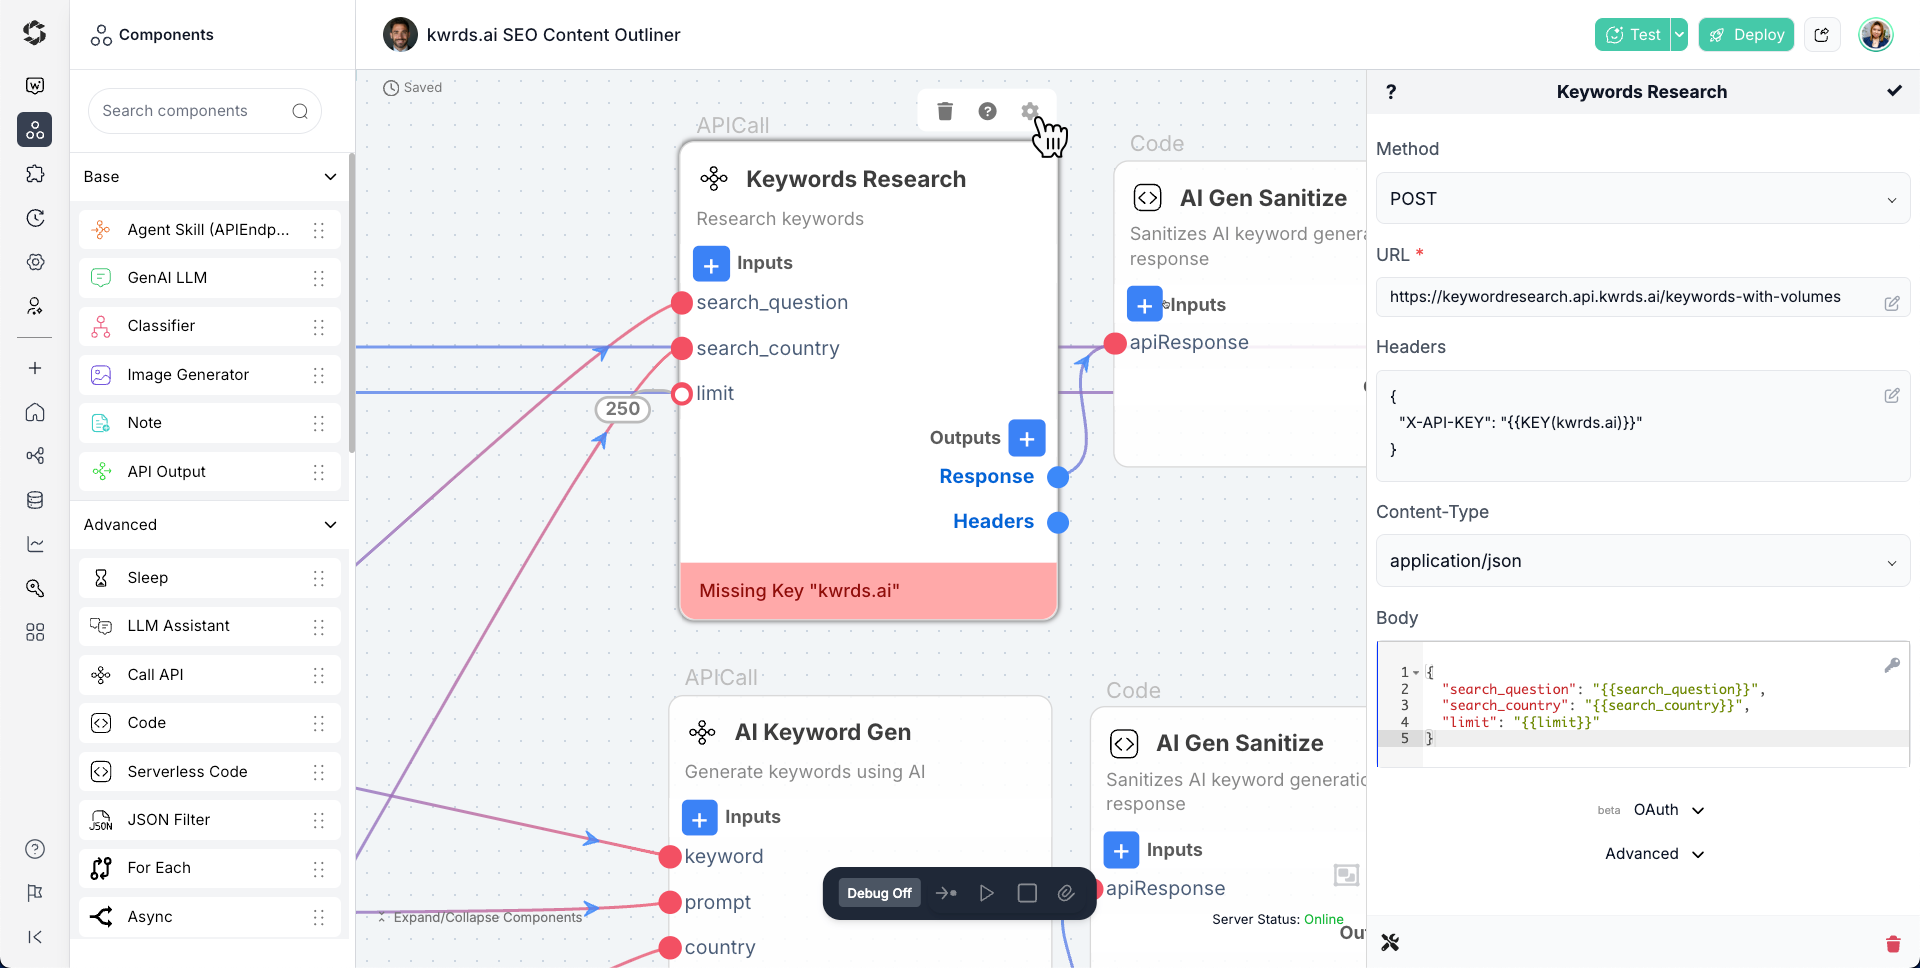 Components
kwrds.ai SEO Content Outliner
Test
Deploy
Search components
Base
Agent Skill (APIEndp...
GenAI LLM
Classifier
Image Generator
Note
API Output
Advanced
Sleep
LLM Assistant
Call API
Code
Serverless Code
JSON
JSON Filter
For Each
Async
Saved
APICall
Keywords Research
Research keywords
+ Inputs
search_question
search_country
limit
250
Outputs +
Response
Headers
Missing Key "kwrds.ai"
Code
AI Gen Sanitize
Sanitizes AI keyword genera
response
+ Inputs
apiResponse
APICall
AI Keyword Gen
Generate keywords using AI
+ Inputs
keyword
prompt
country
Code
AI Gen Sanitize
Sanitizes AI keyword generatio
response
+ Inputs
apiResponse
Ou
Expand/Collapse Components
Debug Off
Server Status: Online
? Keywords Research
Method
POST
URL *
https://keywordresearch.api.kwrds.ai/keywords-with-volumes
Headers
{
"X-API-KEY": "{{KEY(kwrds.ai)}}"
}
Content-Type
application/json
Body
1 {
2 "search_question": "{{search_question}}",
3 "search_country": "{{search_country}}",
4 "limit": "{{limit}}"
5 }
beta OAuth
Advanced